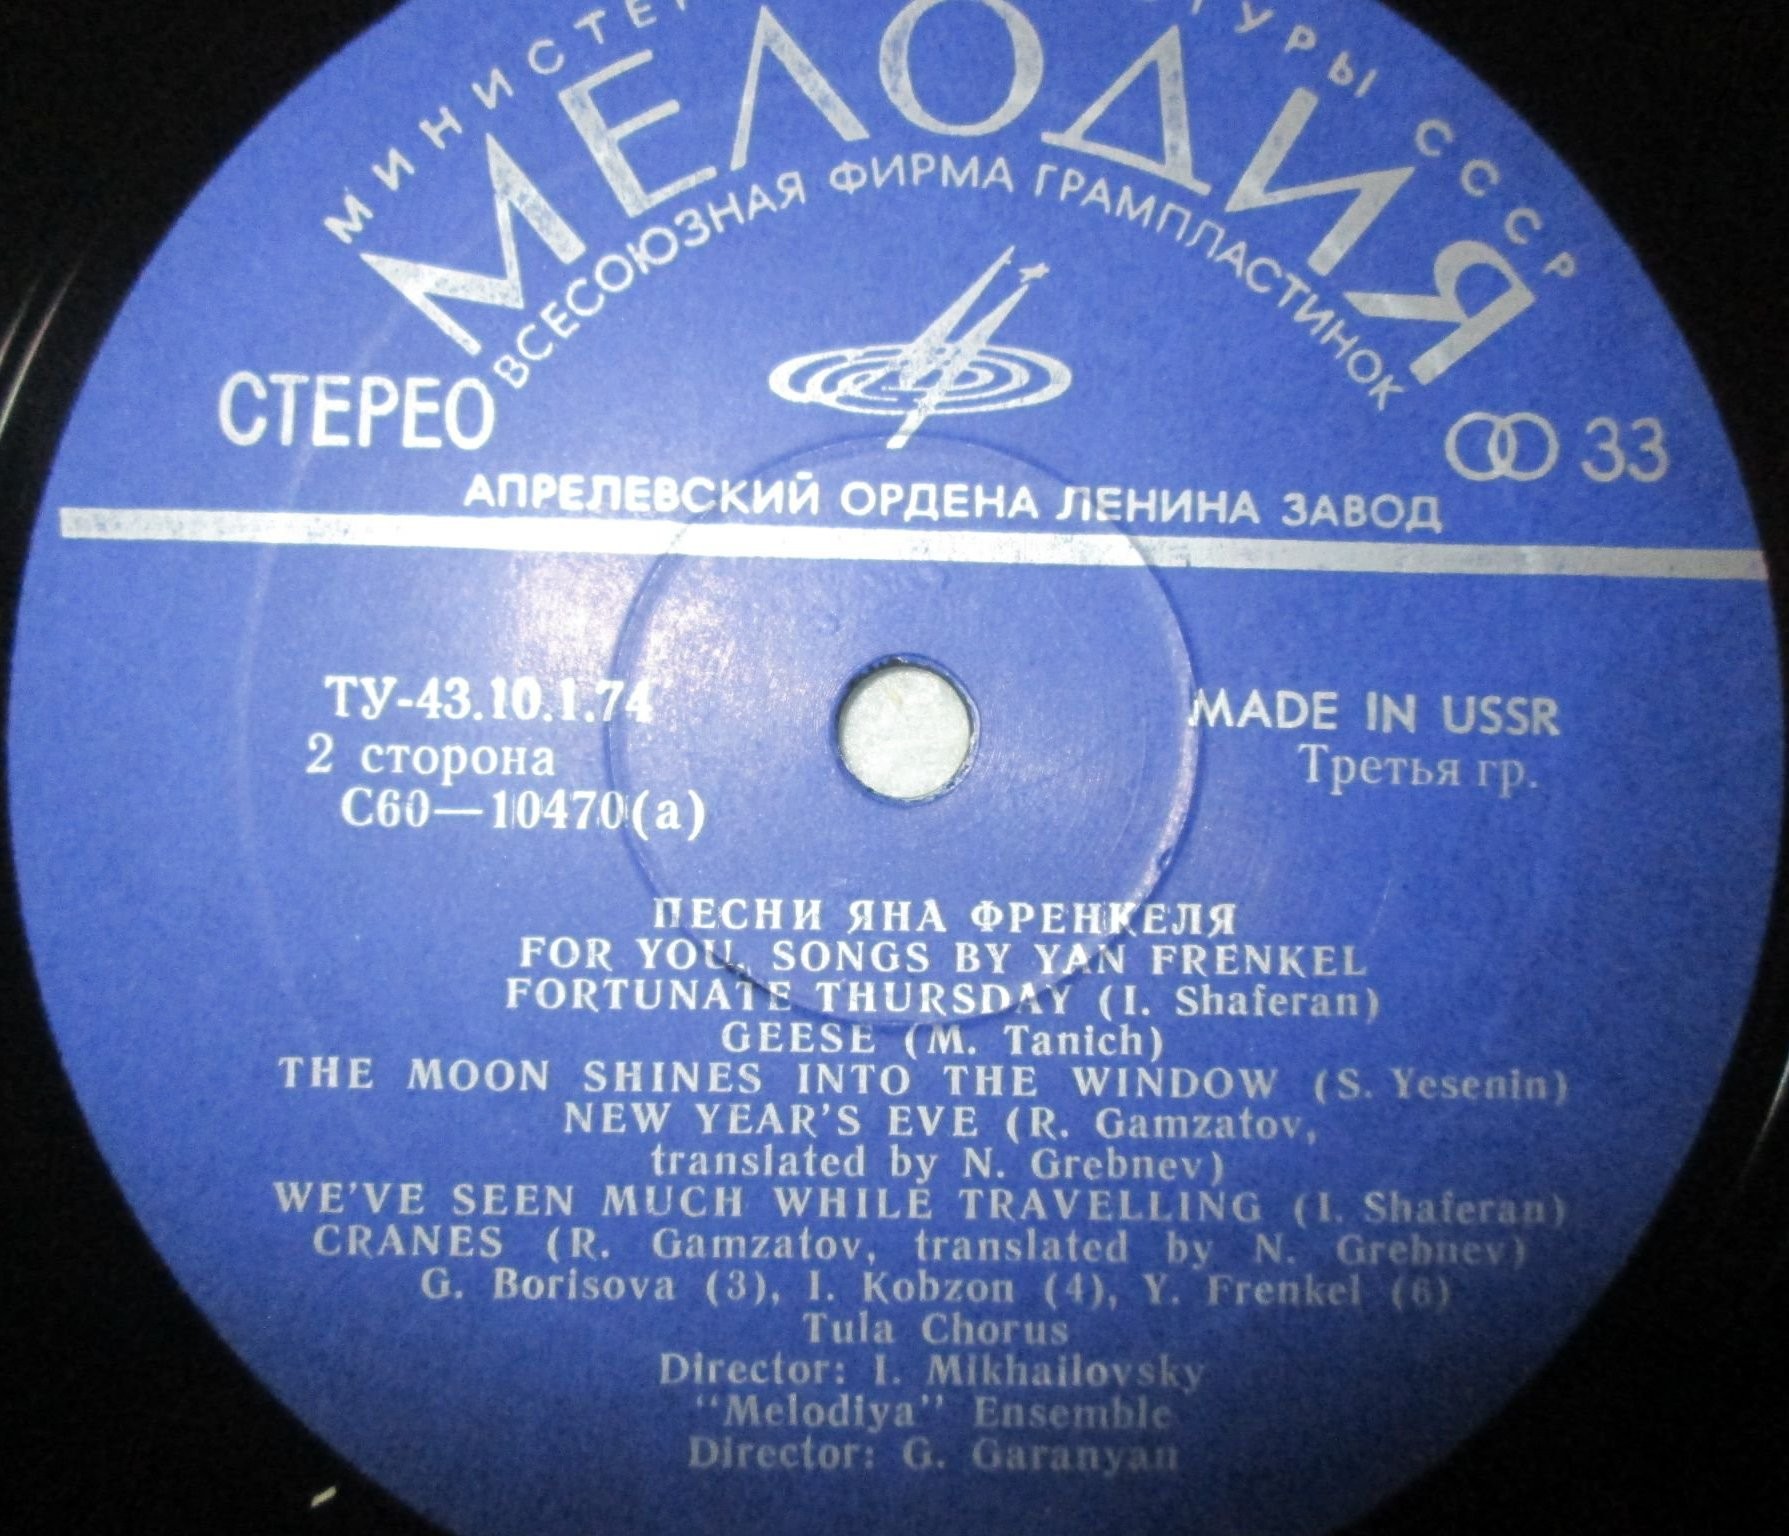 МЕЛОДИЯ
СССР
ВСЕСОЮЗНАЯ ФИРМА ГРАМПЛАСТИНОК
СТЕРЕО
33
АПРЕЛЕВСКИЙ ОРДЕНА ЛЕНИНА ЗАВОД
ТУ-43.10.1.74
MADE IN USSR
2 сторона
Третья гр.
С60—10470(а)
ПЕСНИ ЯНА ФРЕНКЕЛЯ
FOR YOU, SONGS BY YAN FRENKEL
FORTUNATE THURSDAY (I. Shaferan)
GEESE (M. Tanich)
THE MOON SHINES INTO THE WINDOW (S. Yesenin)
NEW YEAR'S EVE (R. Gamzatov,
translated by N. Grebnev)
WE'VE SEEN MUCH WHILE TRAVELLING (I. Shaferan)
CRANES (R. Gamzatov, translated by N. Grebnev)
G. Borisova (3), I. Kobzon (4), Y. Frenkel (6)
Tula Chorus
Director: I. Mikhailovsky
"Melodiya" Ensemble
Director: G. Garanyan